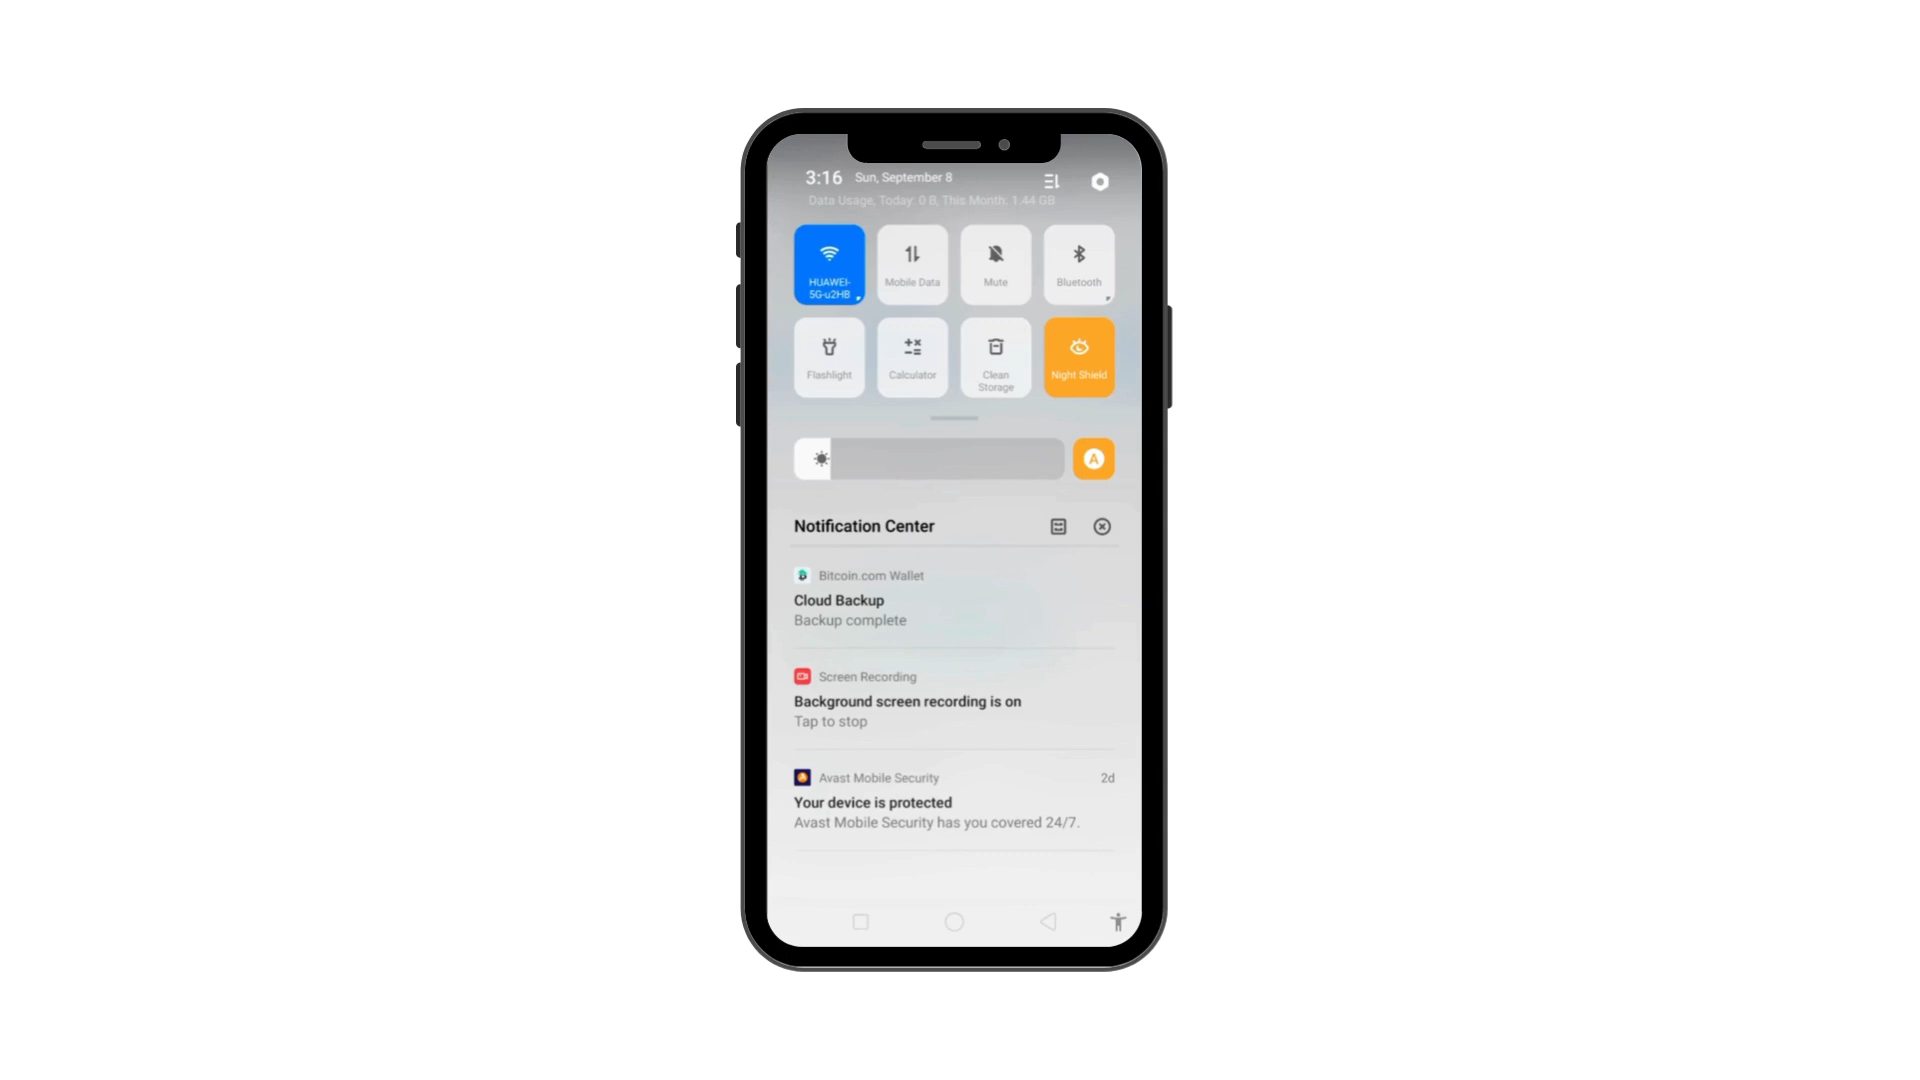 3:16 Sun, September 8
Data Usage, Today: 0 B, This Month: 1.44 GB
HUAWEI-
5G-u2HB
Mobile Data
Mute
Bluetooth
Flashlight
Calculator
Clean
Storage
Night Shield
A
Notification Center
Bitcoin.com Wallet
Cloud Backup
Backup complete
Screen Recording
Background screen recording is on
Tap to stop
Avast Mobile Security 2d
Your device is protected
Avast Mobile Security has you covered 24/7.